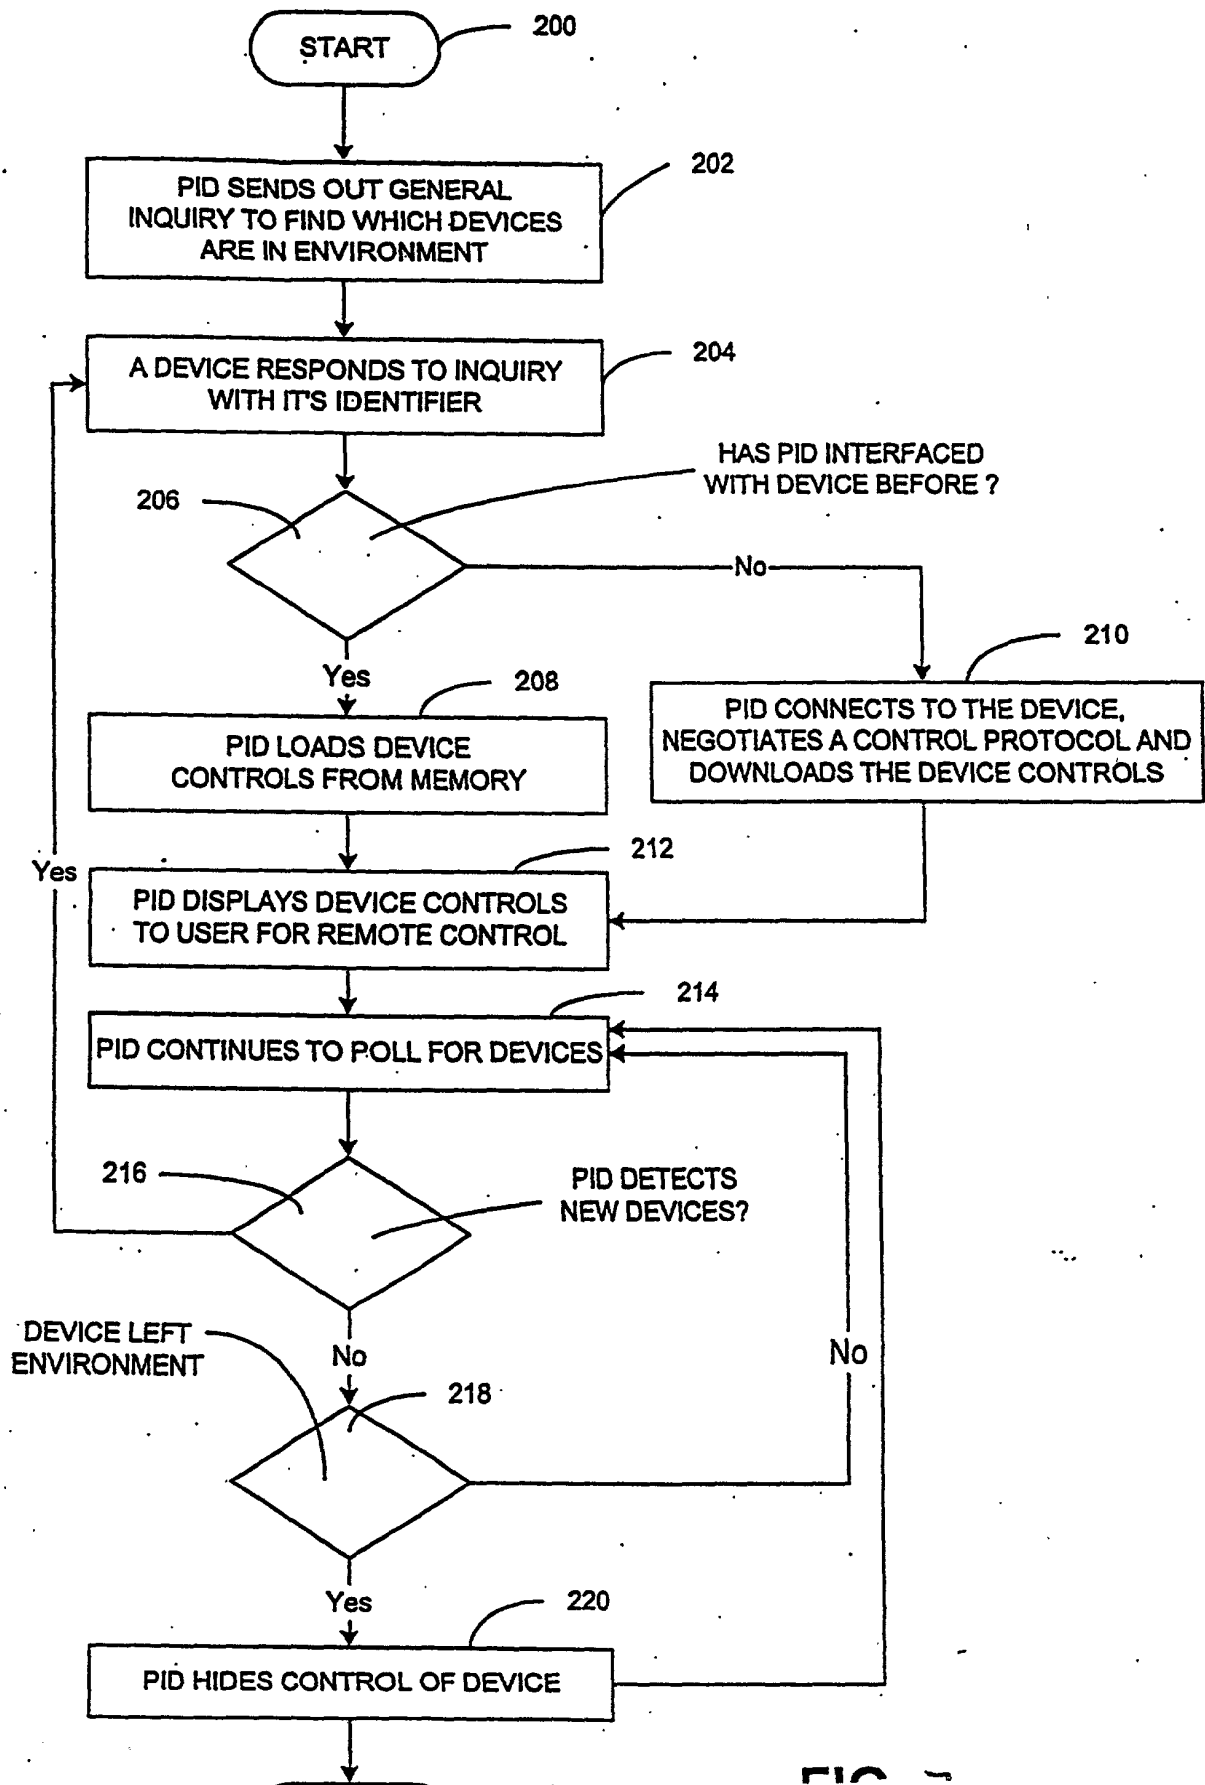 START
200
PID SENDS OUT GENERAL
INQUIRY TO FIND WHICH DEVICES
ARE IN ENVIRONMENT
202
A DEVICE RESPONDS TO INQUIRY
WITH IT'S IDENTIFIER
204
HAS PID INTERFACED
WITH DEVICE BEFORE ?
206
No
Yes
208
210
PID LOADS DEVICE
CONTROLS FROM MEMORY
PID CONNECTS TO THE DEVICE,
NEGOTIATES A CONTROL PROTOCOL AND
DOWNLOADS THE DEVICE CONTROLS
Yes
212
PID DISPLAYS DEVICE CONTROLS
TO USER FOR REMOTE CONTROL
214
PID CONTINUES TO POLL FOR DEVICES
216
PID DETECTS
NEW DEVICES?
DEVICE LEFT
ENVIRONMENT
No
No
218
Yes
220
PID HIDES CONTROL OF DEVICE